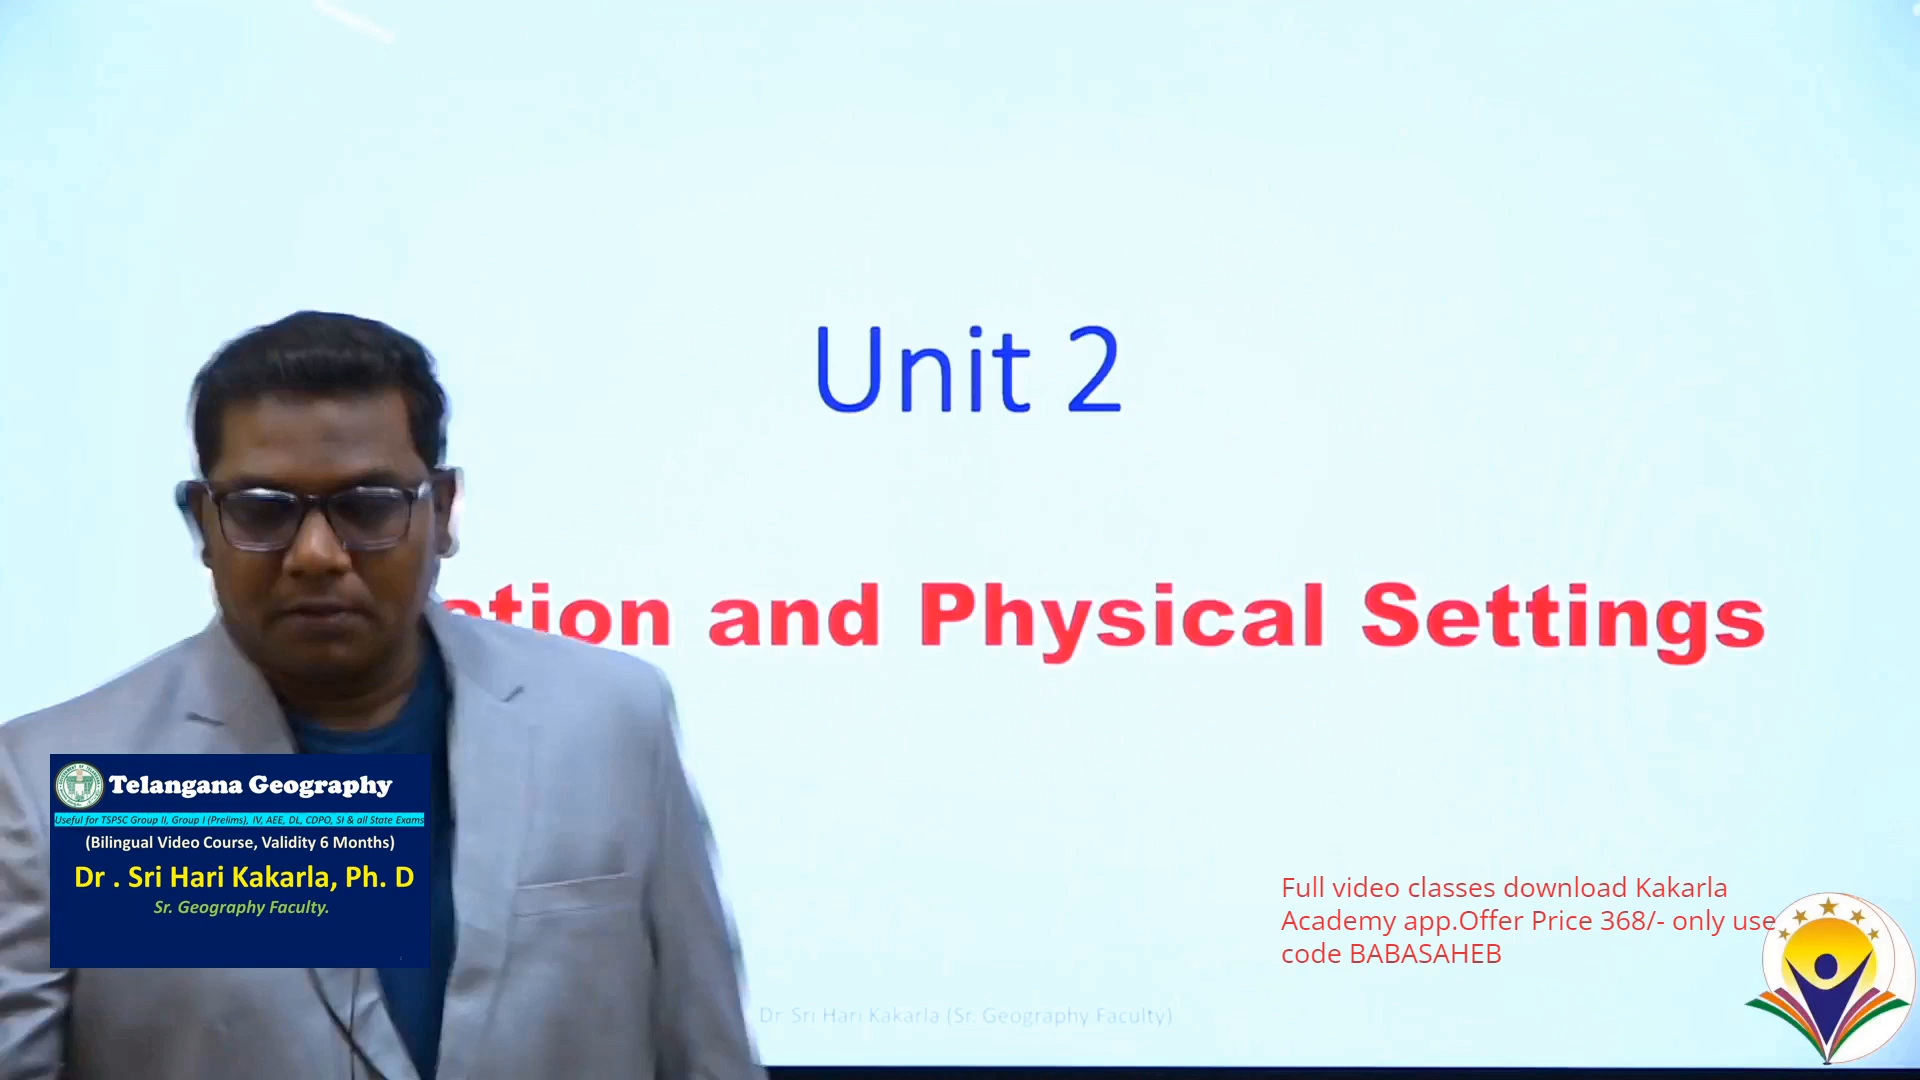 Unit 2
ation and Physical Settings
Telangana Geography
Useful for TSPSC Group II, Group I (Prelims), IV, AEE, DL, CDPO, SI & all State Exams
(Bilingual Video Course, Validity 6 Months)
Dr . Sri Hari Kakarla, Ph. D
Sr. Geography Faculty.
Full video classes download Kakarla
Academy app.Offer Price 368/- only use
code BABASAHEB
Dr. Sri Hari Kakarla (Sr. Geography Faculty)